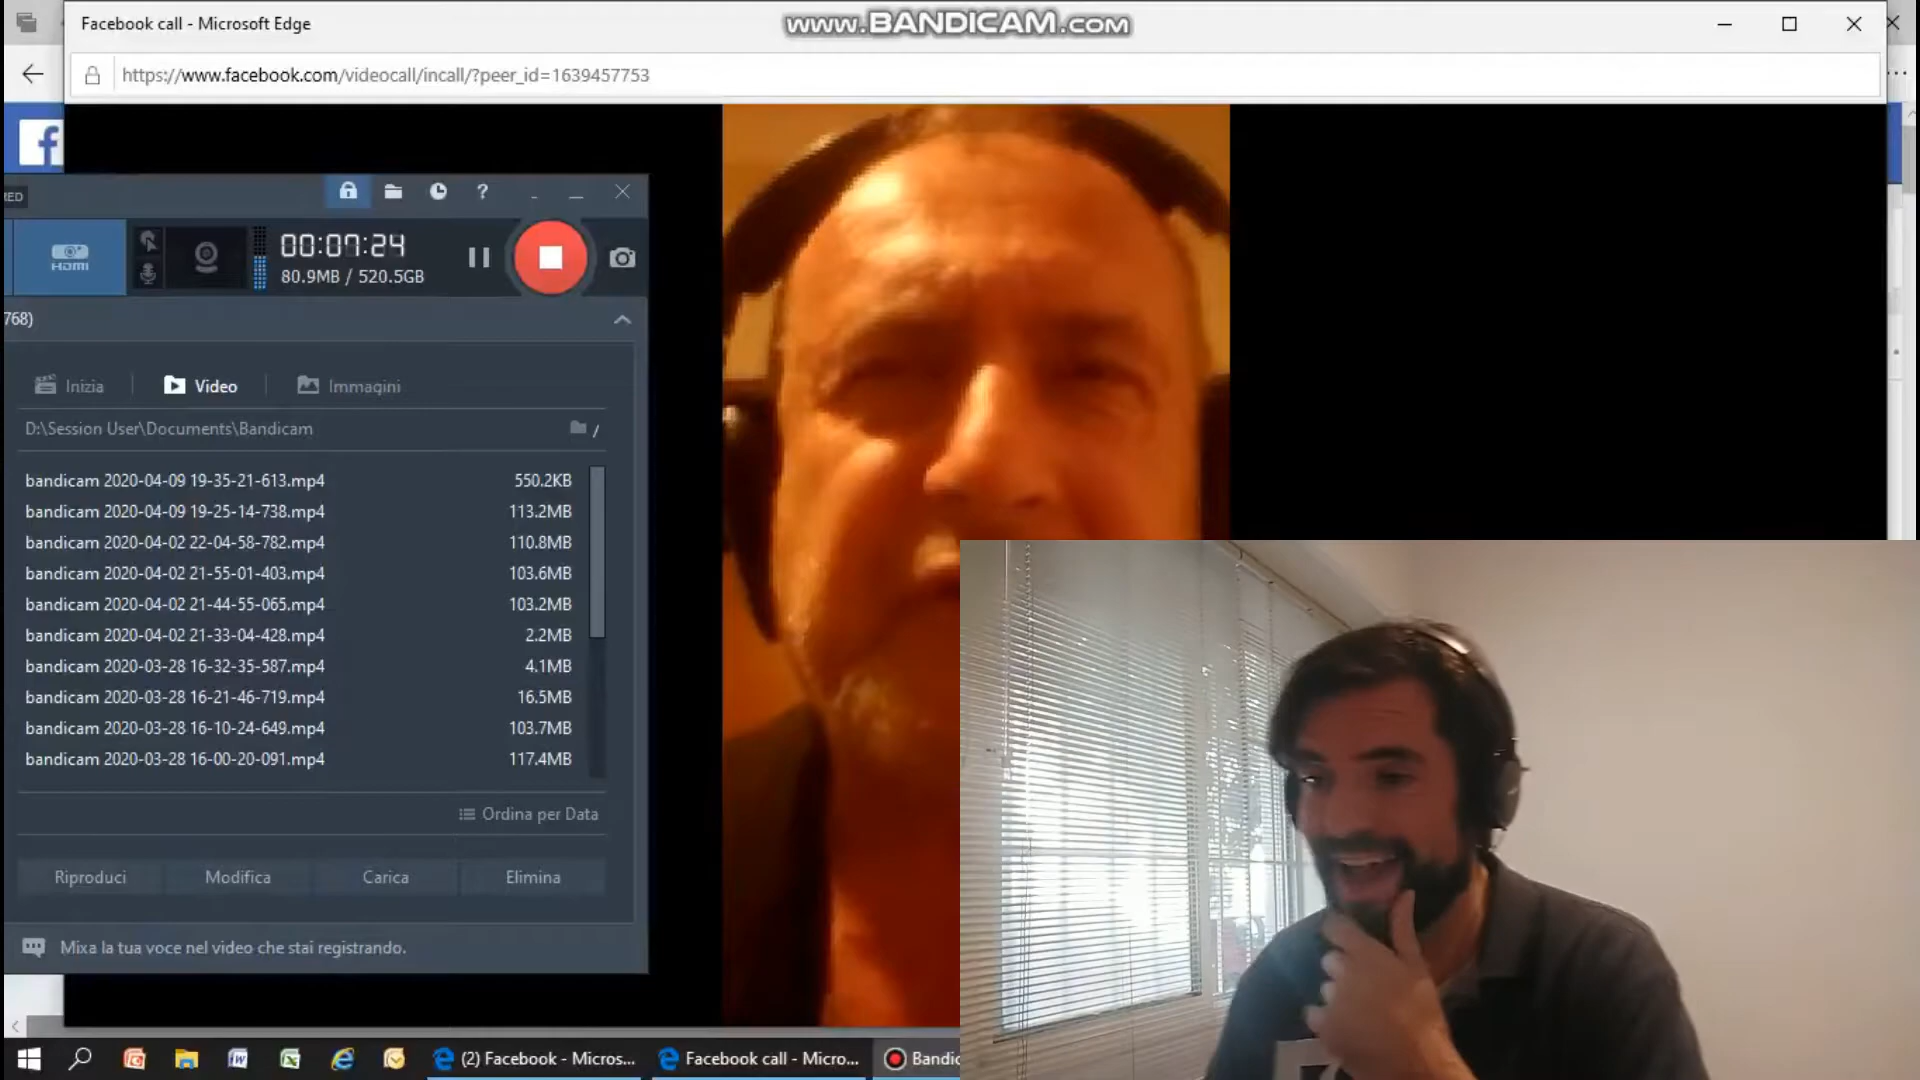 Facebook call - Microsoft Edge
www.BANDICAM.com
https://www.facebook.com/videocall/incall/?peer_id=1639457753
f
RED
?
HDMI
00:07:24
80.9MB / 520.5GB
768)
Inizia
Video
Immagini
D:\Session User\Documents\Bandicam
/
bandicam 2020-04-09 19-35-21-613.mp4 550.2KB
bandicam 2020-04-09 19-25-14-738.mp4 113.2MB
bandicam 2020-04-02 22-04-58-782.mp4 110.8MB
bandicam 2020-04-02 21-55-01-403.mp4 103.6MB
bandicam 2020-04-02 21-44-55-065.mp4 103.2MB
bandicam 2020-04-02 21-33-04-428.mp4 2.2MB
bandicam 2020-03-28 16-32-35-587.mp4 4.1MB
bandicam 2020-03-28 16-21-46-719.mp4 16.5MB
bandicam 2020-03-28 16-10-24-649.mp4 103.7MB
bandicam 2020-03-28 16-00-20-091.mp4 117.4MB
Ordina per Data
Riproduci
Modifica
Carica
Elimina
Mixa la tua voce nel video che stai registrando.
(2) Facebook - Micros...
Facebook call - Micro...
Bandic